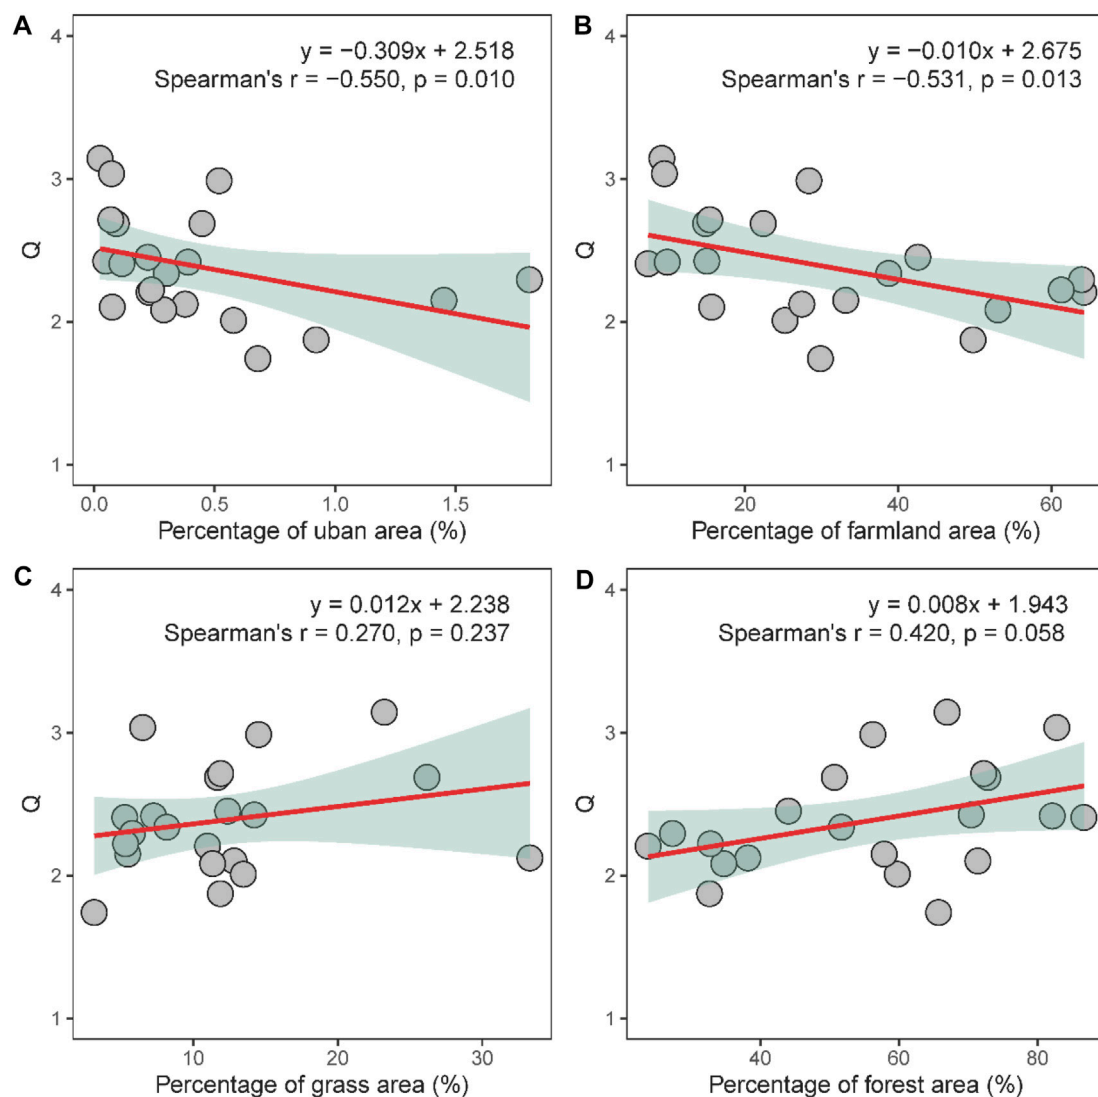 A
y = −0.309x + 2.518
Spearman's r = −0.550, p = 0.010
4
3
2
1
Q
0.0 0.5 1.0 1.5
Percentage of uban area (%)
B
y = −0.010x + 2.675
Spearman's r = −0.531, p = 0.013
4
3
2
1
Q
20 40 60
Percentage of farmland area (%)
C
y = 0.012x + 2.238
Spearman's r = 0.270, p = 0.237
4
3
2
1
Q
10 20 30
Percentage of grass area (%)
D
y = 0.008x + 1.943
Spearman's r = 0.420, p = 0.058
4
3
2
1
Q
40 60 80
Percentage of forest area (%)